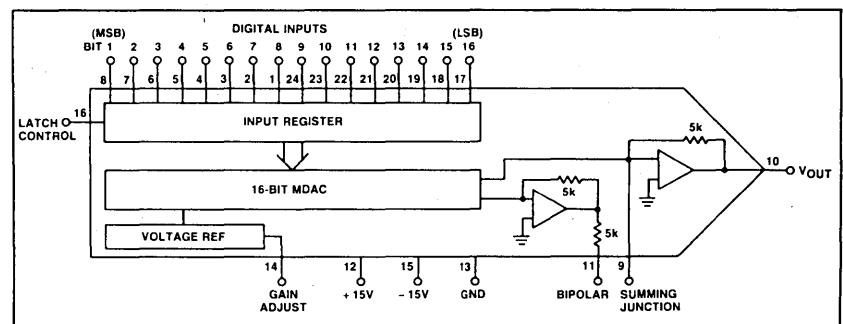 DIGITAL INPUTS
(MSB) (LSB)
BIT 1 2 3 4 5 6 7 8 9 10 11 12 13 14 15 16
8 7 6 5 4 3 2 1 24 23 22 21 20 19 18 17
16
LATCH
CONTROL
INPUT REGISTER
5k
10
VOUT
16-BIT MDAC
5k
5k
VOLTAGE REF
14 12 15 13 11 9
GAIN
ADJUST
+ 15V
- 15V
GND
BIPOLAR
SUMMING
JUNCTION